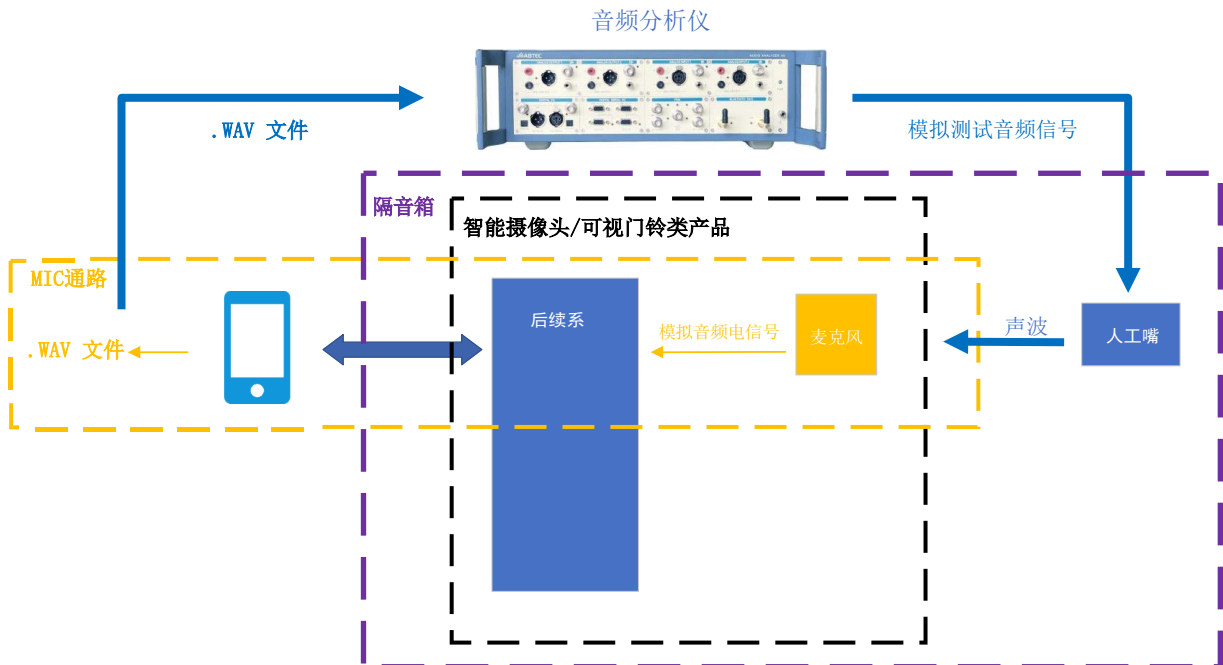 音频分析仪
ABTEC
.WAV 文件
模拟测试音频信号
隔音箱
智能摄像头/可视门铃类产品
MIC通路
后续系
模拟音频电信号
麦克风
声波
人工嘴
.WAV 文件